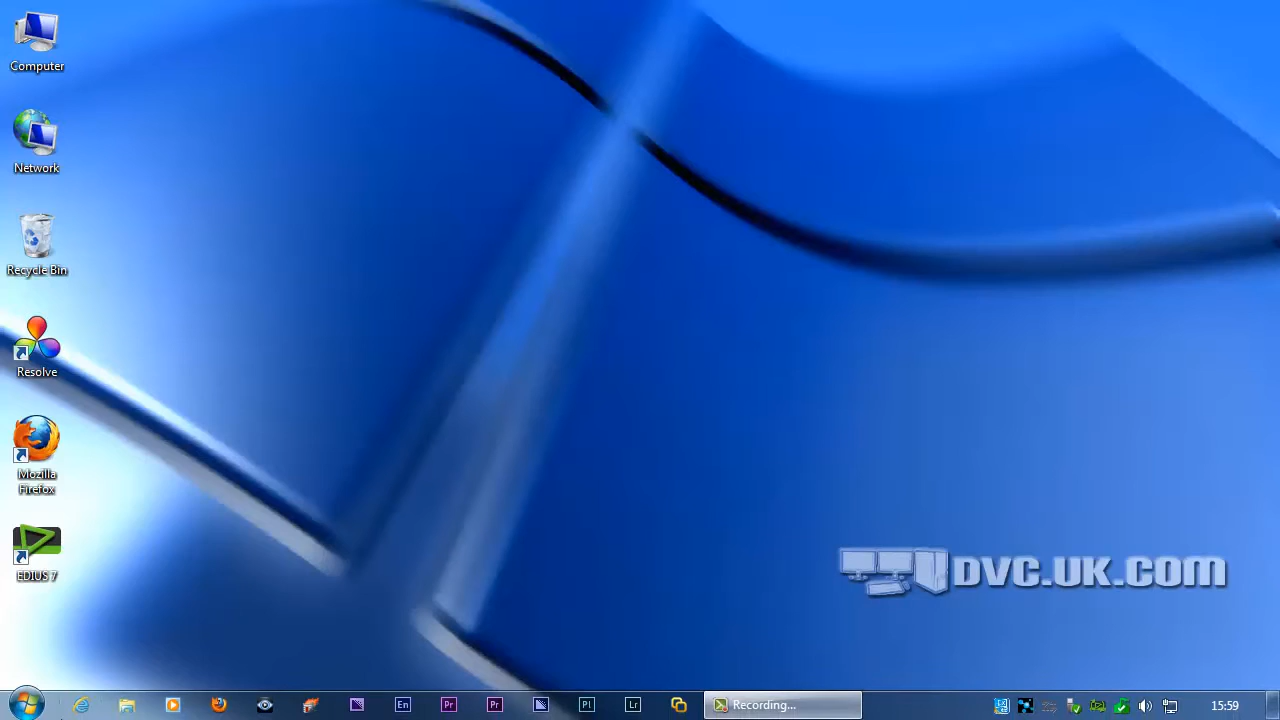 Computer
Network
Recycle Bin
Resolve
Mozilla
Firefox
EDIUS 7
DVC.UK.COM
En
Pr
Pr
Pl
Lr
Recording...
15:59